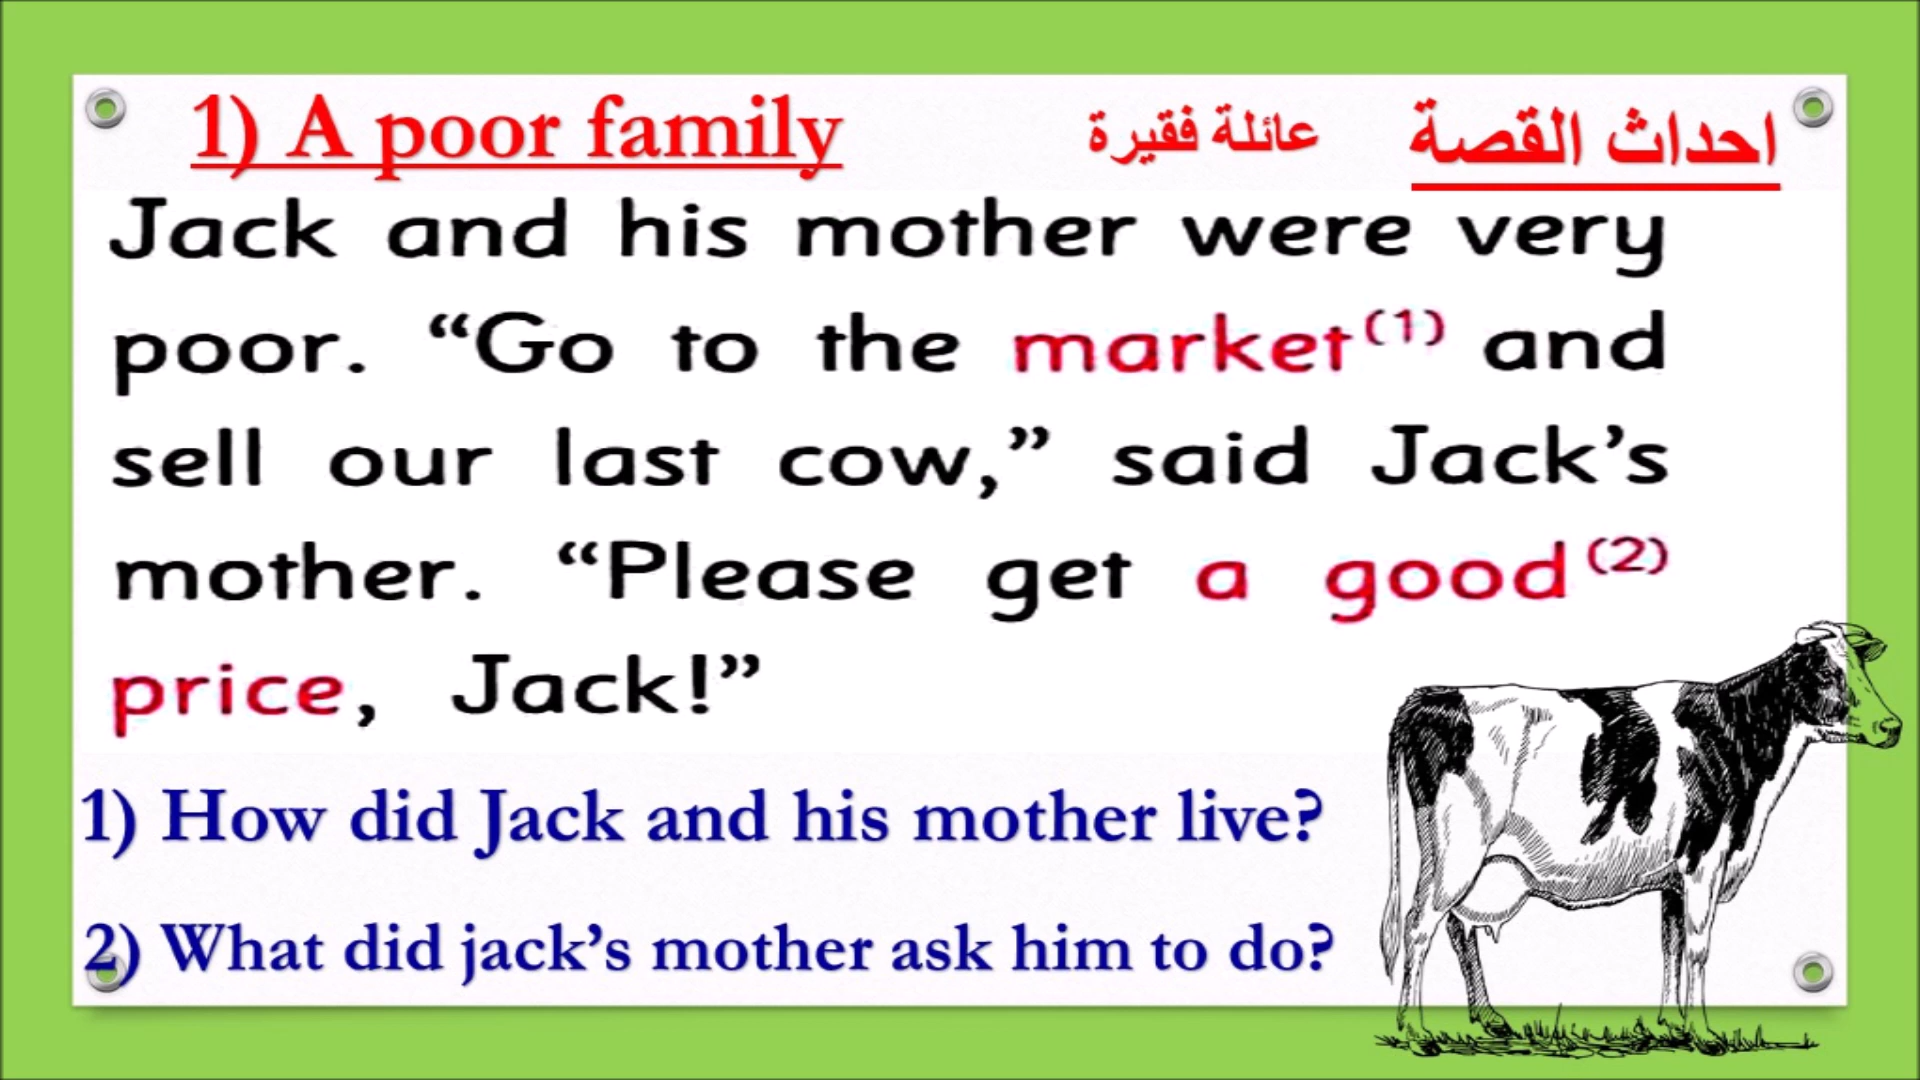 1) A poor family عائلة فقيرة احداث القصة
Jack and his mother were very
poor. “Go to the market(1) and
sell our last cow,” said Jack’s
mother. “Please get a good(2)
price, Jack!”
1) How did Jack and his mother live?
2) What did jack’s mother ask him to do?